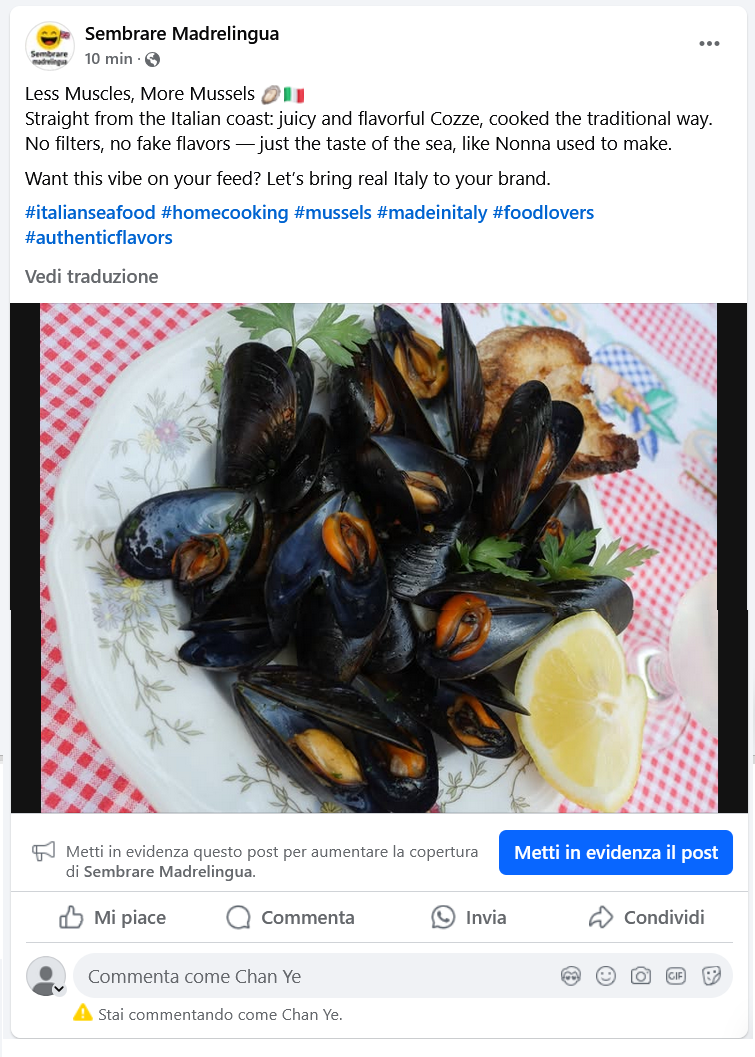 Sembrare
madrelingua
Sembrare Madrelingua
10 min ·
Less Muscles, More Mussels 🦪🇮🇹
Straight from the Italian coast: juicy and flavorful Cozze, cooked the traditional way.
No filters, no fake flavors — just the taste of the sea, like Nonna used to make.
Want this vibe on your feed? Let’s bring real Italy to your brand.
#italianseafood #homecooking #mussels #madeinitaly #foodlovers
#authenticflavors
Vedi traduzione
Metti in evidenza questo post per aumentare la copertura
di Sembrare Madrelingua.
Metti in evidenza il post
Mi piace Commenta Invia Condividi
Commenta come Chan Ye
GIF
Stai commentando come Chan Ye.